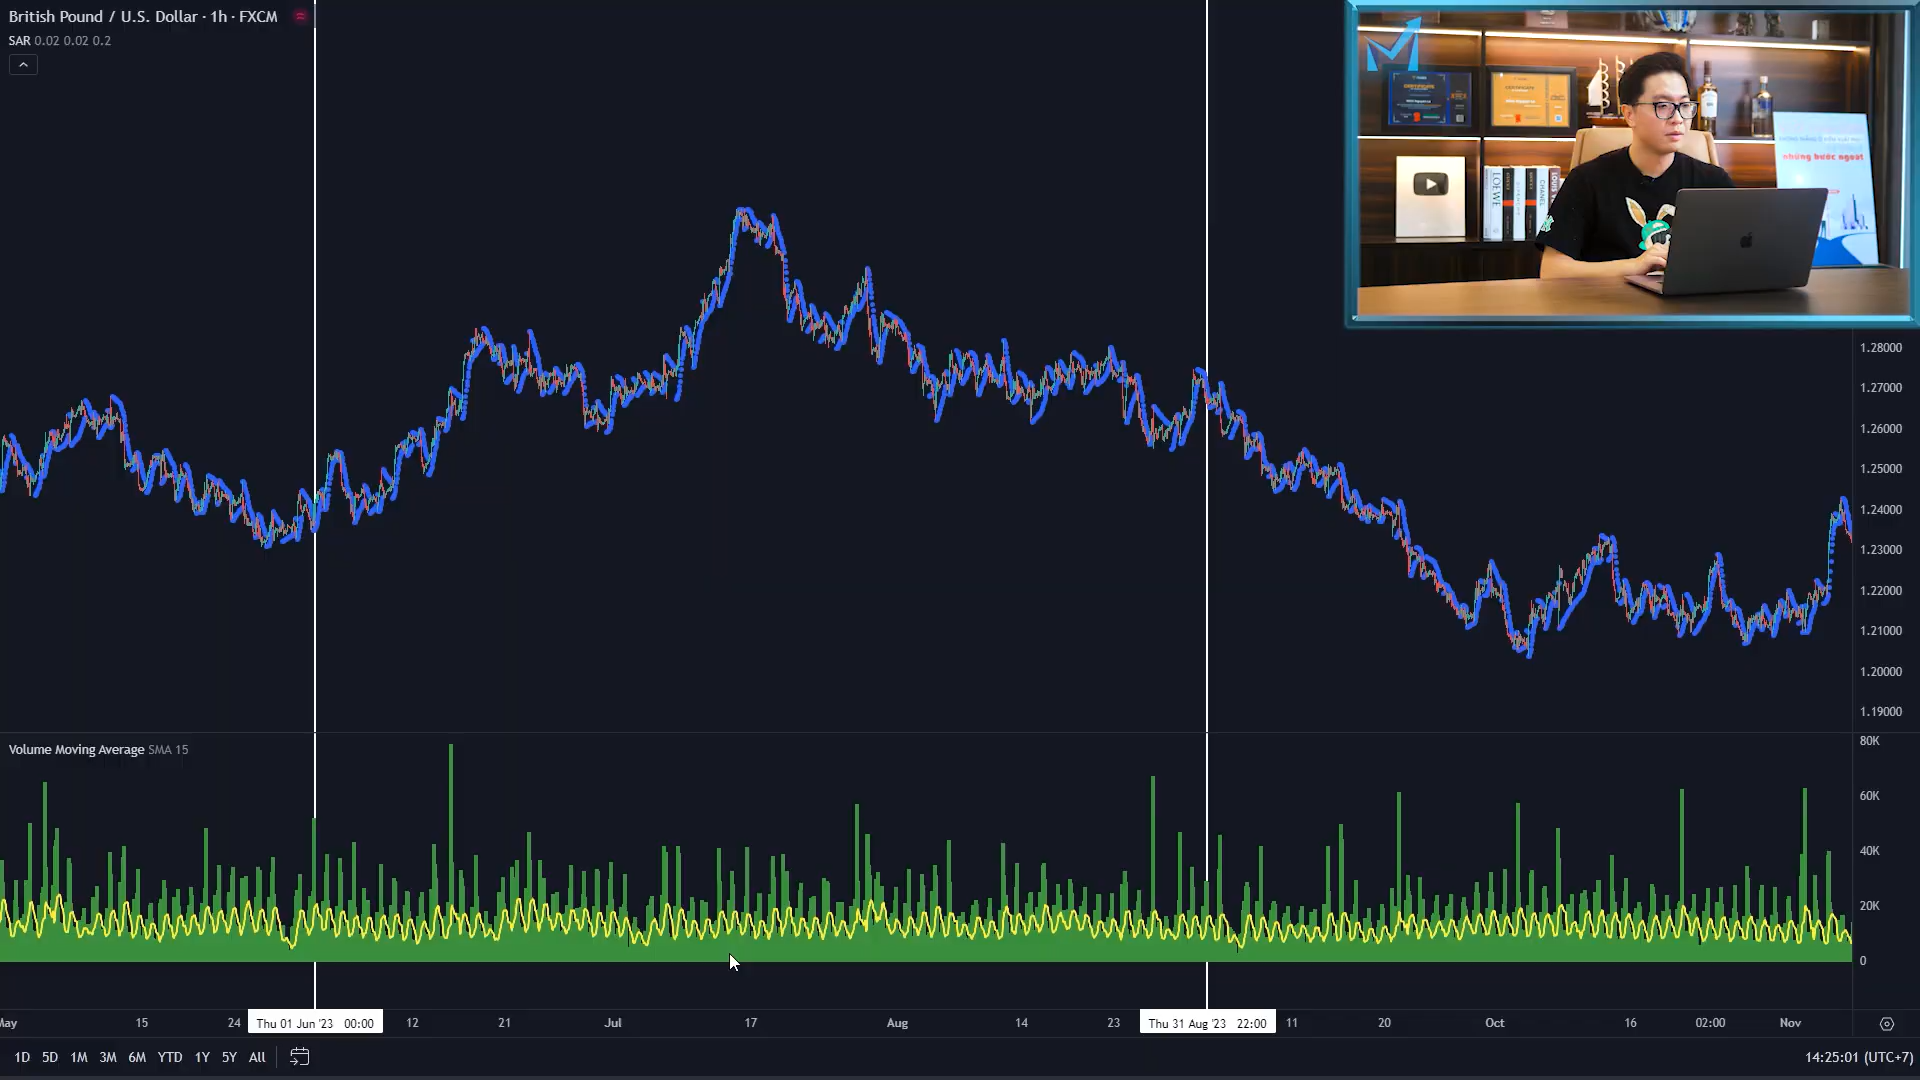 British Pound / U.S. Dollar · 1h · FXCM
SAR 0.02 0.02 0.2
CERTIFICATE
CERTIFICATE
LOEWE
CHANEL
LOUIS
những bước ngoặt
1.28000
1.27000
1.26000
1.25000
1.24000
1.23000
1.22000
1.21000
1.20000
1.19000
Volume Moving Average SMA 15
80K
60K
40K
20K
0
May 15 24 Thu 01 Jun '23 00:00 12 21 Jul 17 Aug 14 23 Thu 31 Aug '23 22:00 11 20 Oct 16 02:00 Nov
1D 5D 1M 3M 6M YTD 1Y 5Y All
14:25:01 (UTC+7)